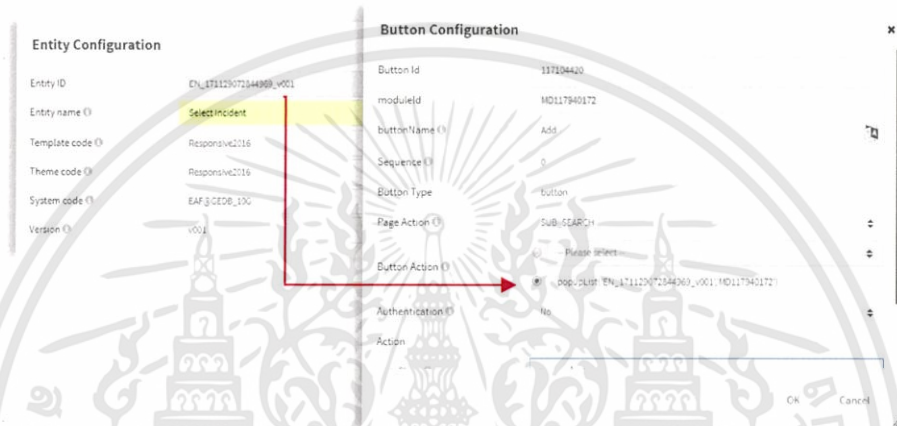 Entity Configuration
Entity ID EN_171129072844969_v001
Entity name Select Incident
Template code Responsive2016
Theme code Responsive2016
System code
Version v001
Button Configuration
Button Id 117104420
moduleId MD117940172
buttonName Add
Sequence 0
Button Type button
Page Action SUB_SEARCH
-- Please select --
Button Action
popupList('EN_171129072844969_v001','MD117940172')
Authentication No
Action
OK Cancel